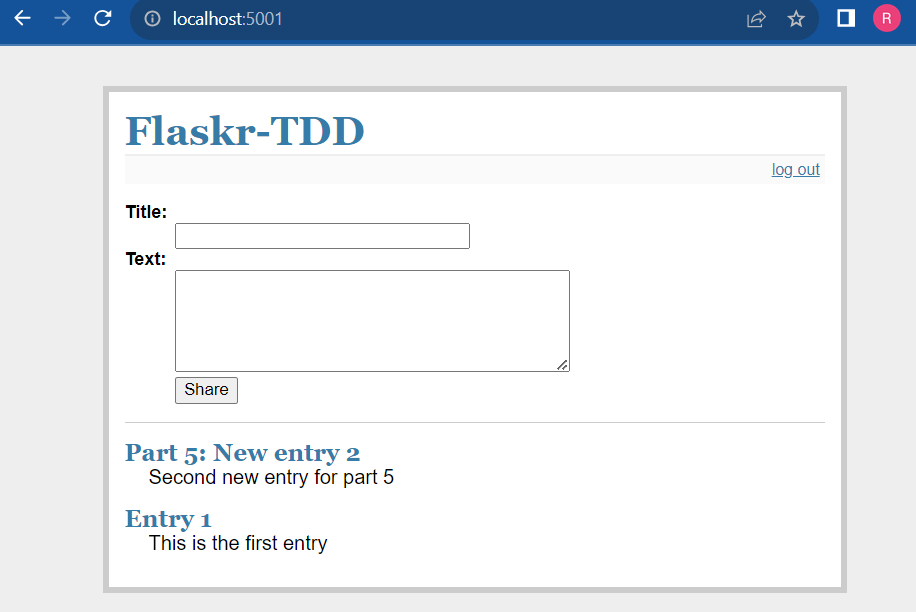 localhost:5001
R
Flaskr-TDD
log out
Title:
Text:
Share
Part 5: New entry 2
Second new entry for part 5
Entry 1
This is the first entry